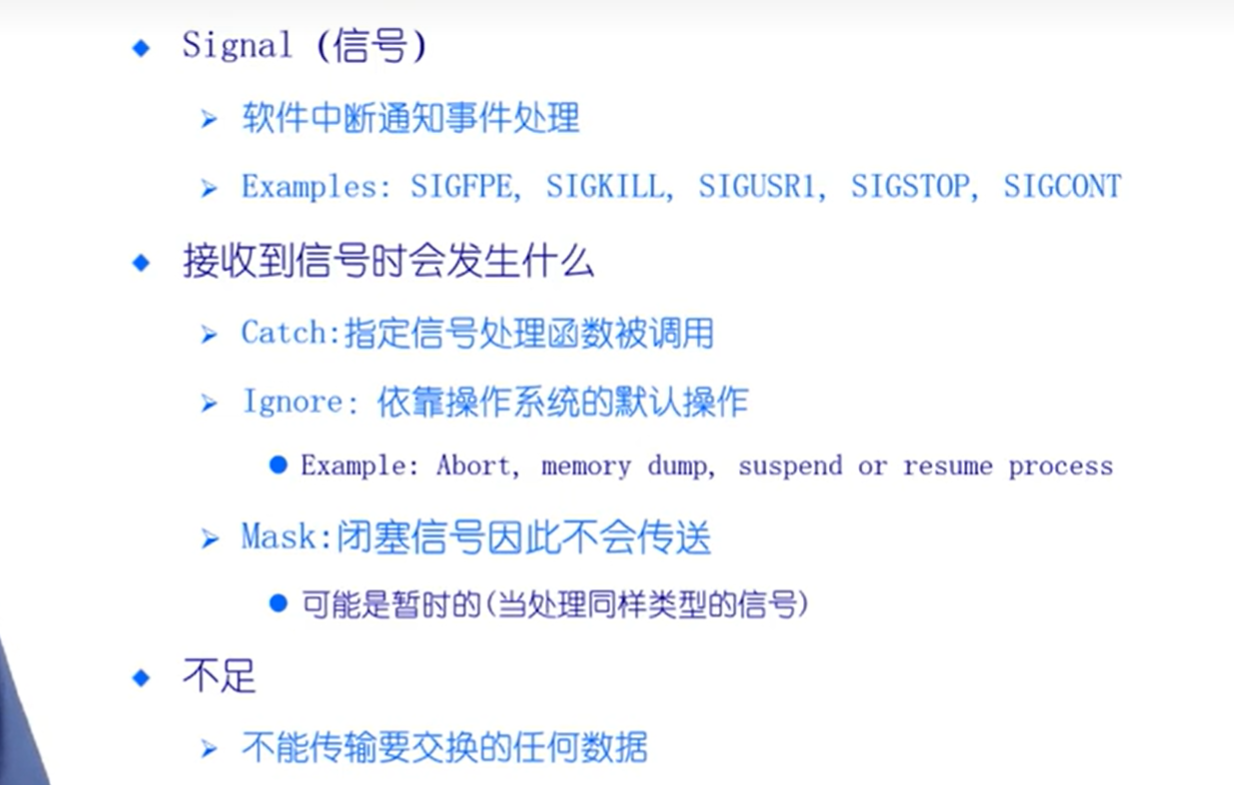 Signal (信号)
软件中断通知事件处理
Examples: SIGFPE, SIGKILL, SIGUSR1, SIGSTOP, SIGCONT
接收到信号时会发生什么
Catch:指定信号处理函数被调用
Ignore: 依靠操作系统的默认操作
Example: Abort, memory dump, suspend or resume process
Mask:闭塞信号因此不会传送
可能是暂时的(当处理同样类型的信号)
不足
不能传输要交换的任何数据